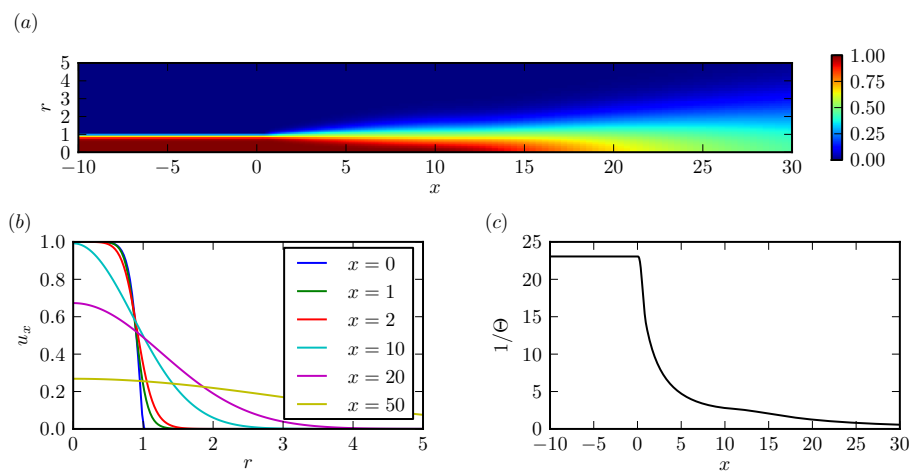 (a)
5
4
3
2
1
0
r
−10 −5 0 5 10 15 20 25 30
x
1.00
0.75
0.50
0.25
0.00
(b)
1.0
0.8
0.6
0.4
0.2
0.0
u_x
0 1 2 3 4 5
r
x = 0
x = 1
x = 2
x = 10
x = 20
x = 50
(c)
25
20
15
10
5
0
1/Θ
−10 −5 0 5 10 15 20 25 30
x